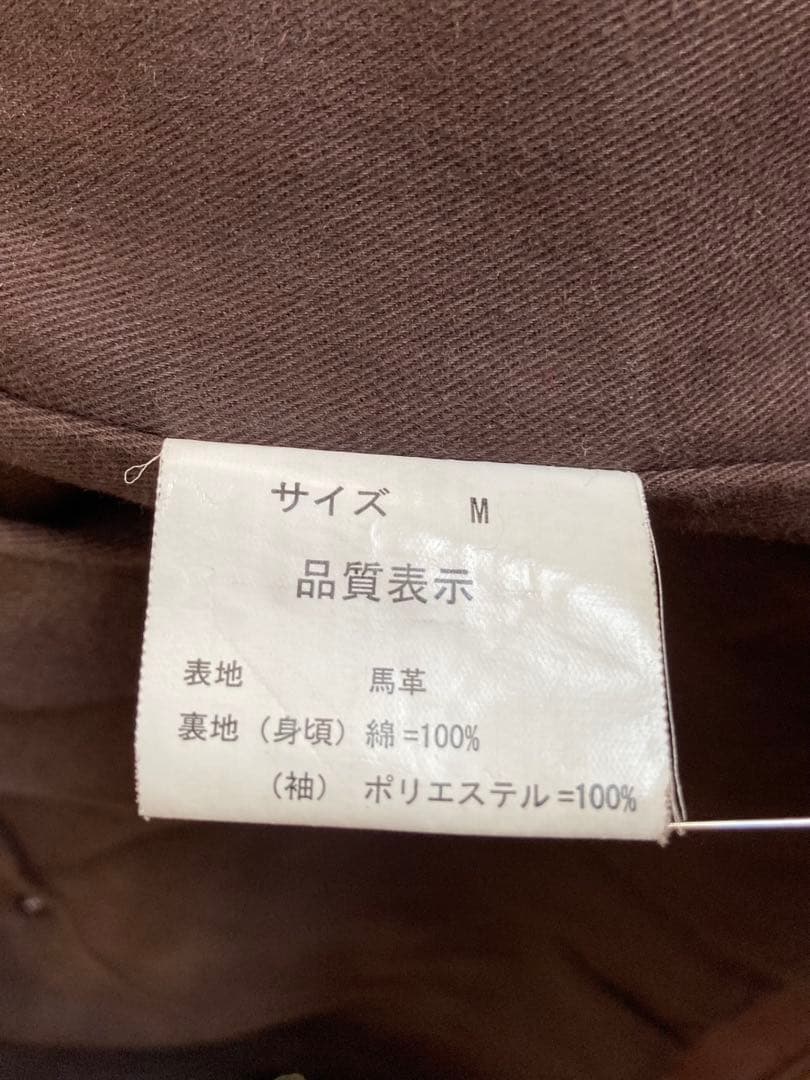 サイズ M
品質表示
表地 馬革
裏地（身頃）綿=100%
（袖） ポリエステル=100%